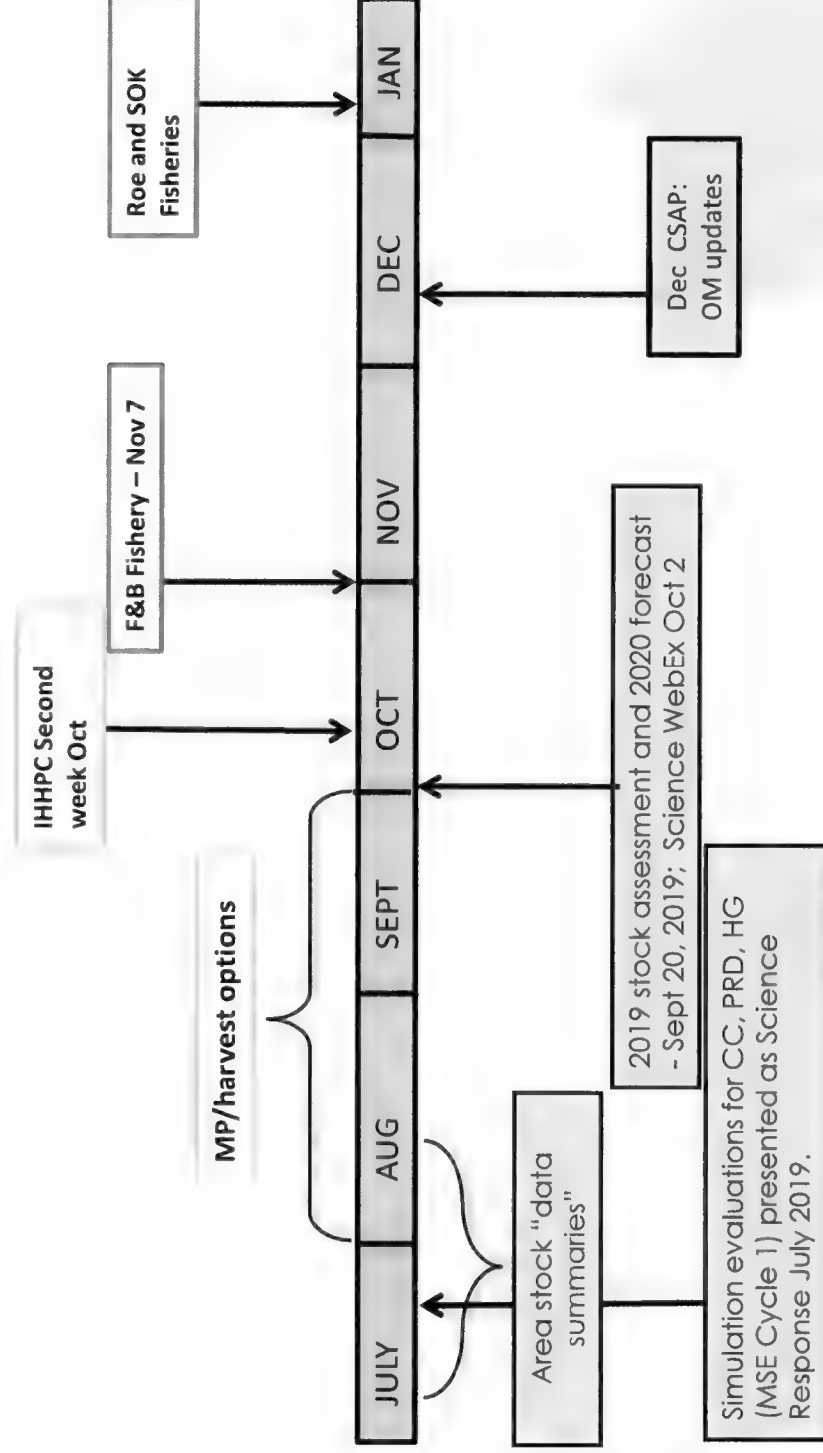 IHHPC Second
week Oct
Roe and SOK
Fisheries
F&B Fishery – Nov 7
MP/harvest options
JULY
AUG
SEPT
OCT
NOV
DEC
JAN
Area stock “data
summaries”
2019 stock assessment and 2020 forecast
- Sept 20, 2019;  Science WebEx Oct 2
Dec  CSAP:
OM updates
Simulation evaluations for CC, PRD, HG
(MSE Cycle 1) presented as Science
Response July 2019.